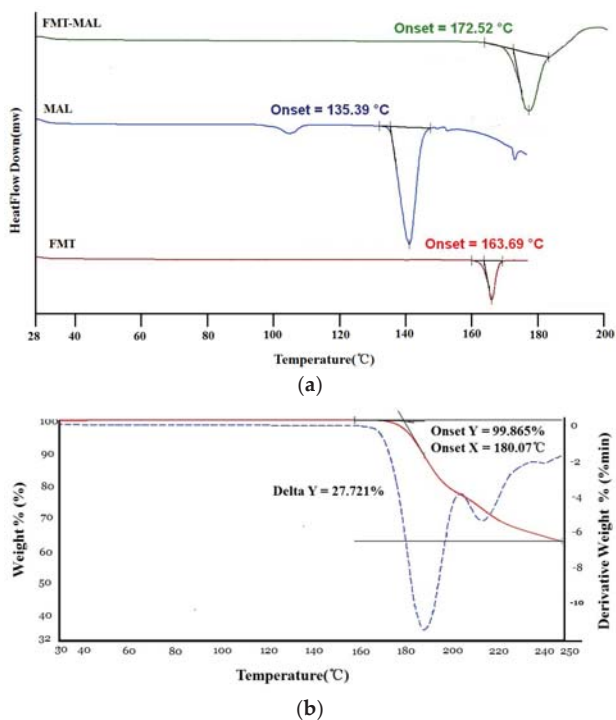 FMT-MAL
Onset = 172.52 °C
MAL
Onset = 135.39 °C
HeatFlow Down(mw)
FMT
Onset = 163.69 °C
28 40 60 80 100 120 140 160 180 200
Temperature(℃)
(a)
100
90
80
70
60
50
40
32
Weight % (%)
Onset Y = 99.865%
Onset X = 180.07℃
Delta Y = 27.721%
0
-2
-4
-6
-8
-10
Derivative Weight % (%min)
30 40 60 80 100 120 140 160 180 200 220 240 250
Temperature(℃)
(b)